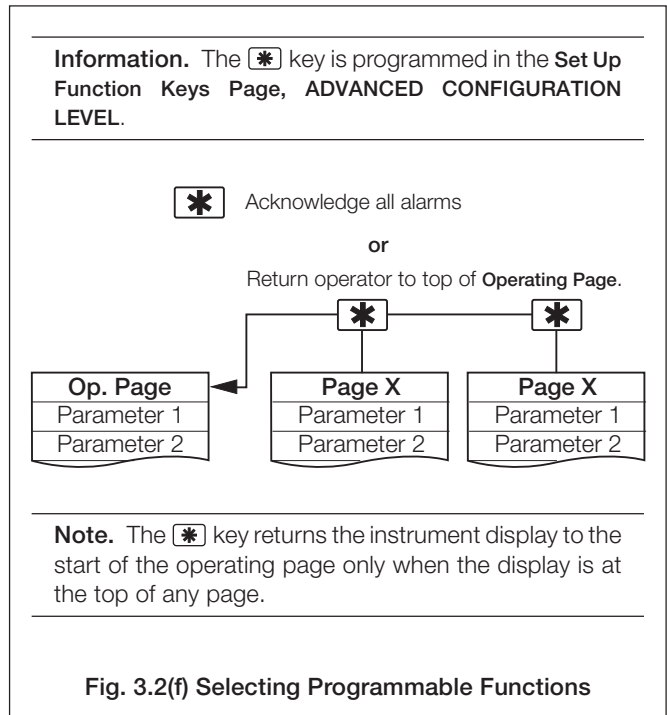 Information. The ✱ key is programmed in the Set Up
Function Keys Page, ADVANCED CONFIGURATION
LEVEL.
✱ Acknowledge all alarms
or
Return operator to top of Operating Page.
✱ ✱
Op. Page Page X Page X
Parameter 1 Parameter 1 Parameter 1
Parameter 2 Parameter 2 Parameter 2
Note. The ✱ key returns the instrument display to the
start of the operating page only when the display is at
the top of any page.
Fig. 3.2(f) Selecting Programmable Functions